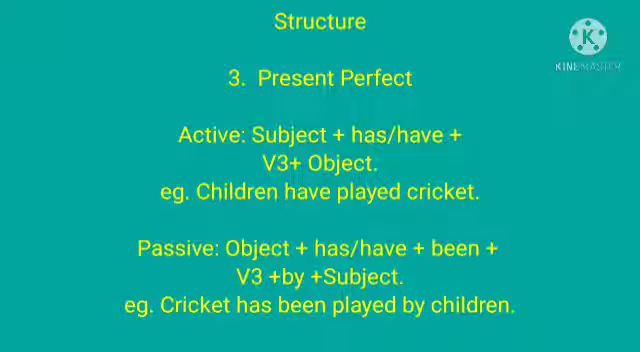 Structure
KINEMASTER
3. Present Perfect
Active: Subject + has/have +
V3+ Object.
eg. Children have played cricket.
Passive: Object + has/have + been +
V3 +by +Subject.
eg. Cricket has been played by children.